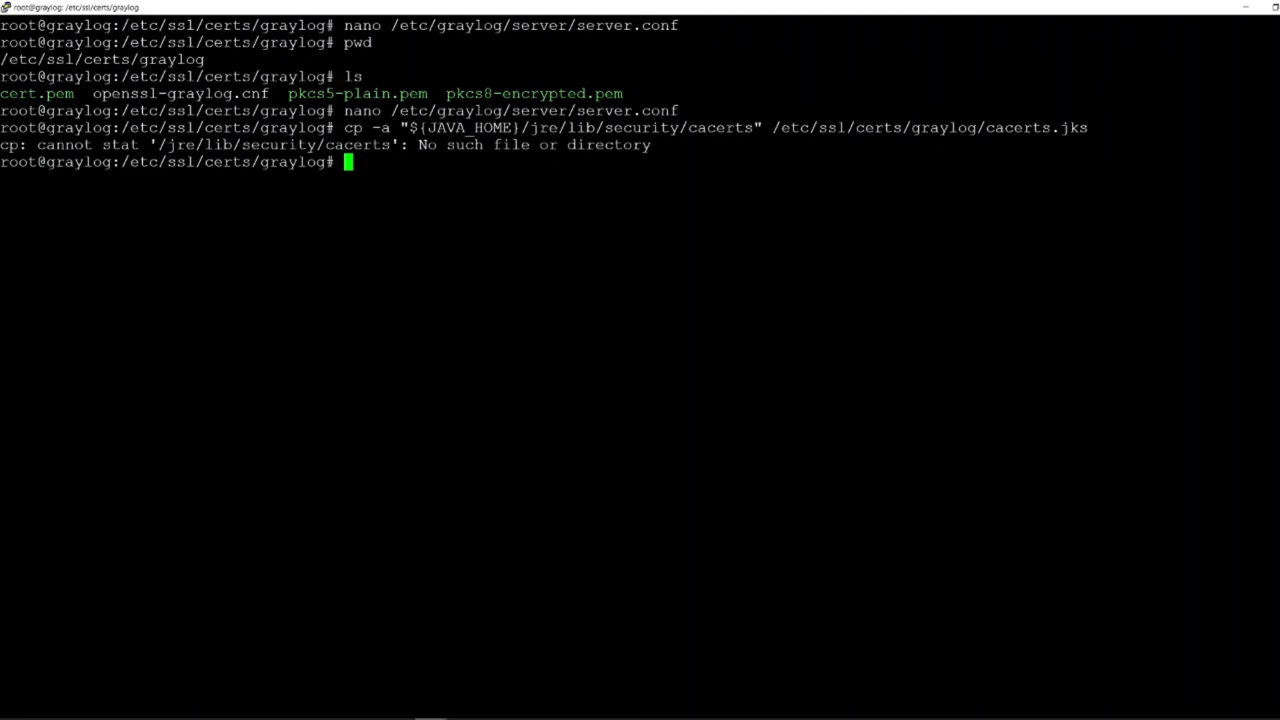 root@graylog: /etc/ssl/certs/graylog
root@graylog:/etc/ssl/certs/graylog# nano /etc/graylog/server/server.conf
root@graylog:/etc/ssl/certs/graylog# pwd
/etc/ssl/certs/graylog
root@graylog:/etc/ssl/certs/graylog# ls
cert.pem  openssl-graylog.cnf  pkcs5-plain.pem  pkcs8-encrypted.pem
root@graylog:/etc/ssl/certs/graylog# nano /etc/graylog/server/server.conf
root@graylog:/etc/ssl/certs/graylog# cp -a "${JAVA_HOME}/jre/lib/security/cacerts" /etc/ssl/certs/graylog/cacerts.jks
cp: cannot stat '/jre/lib/security/cacerts': No such file or directory
root@graylog:/etc/ssl/certs/graylog#